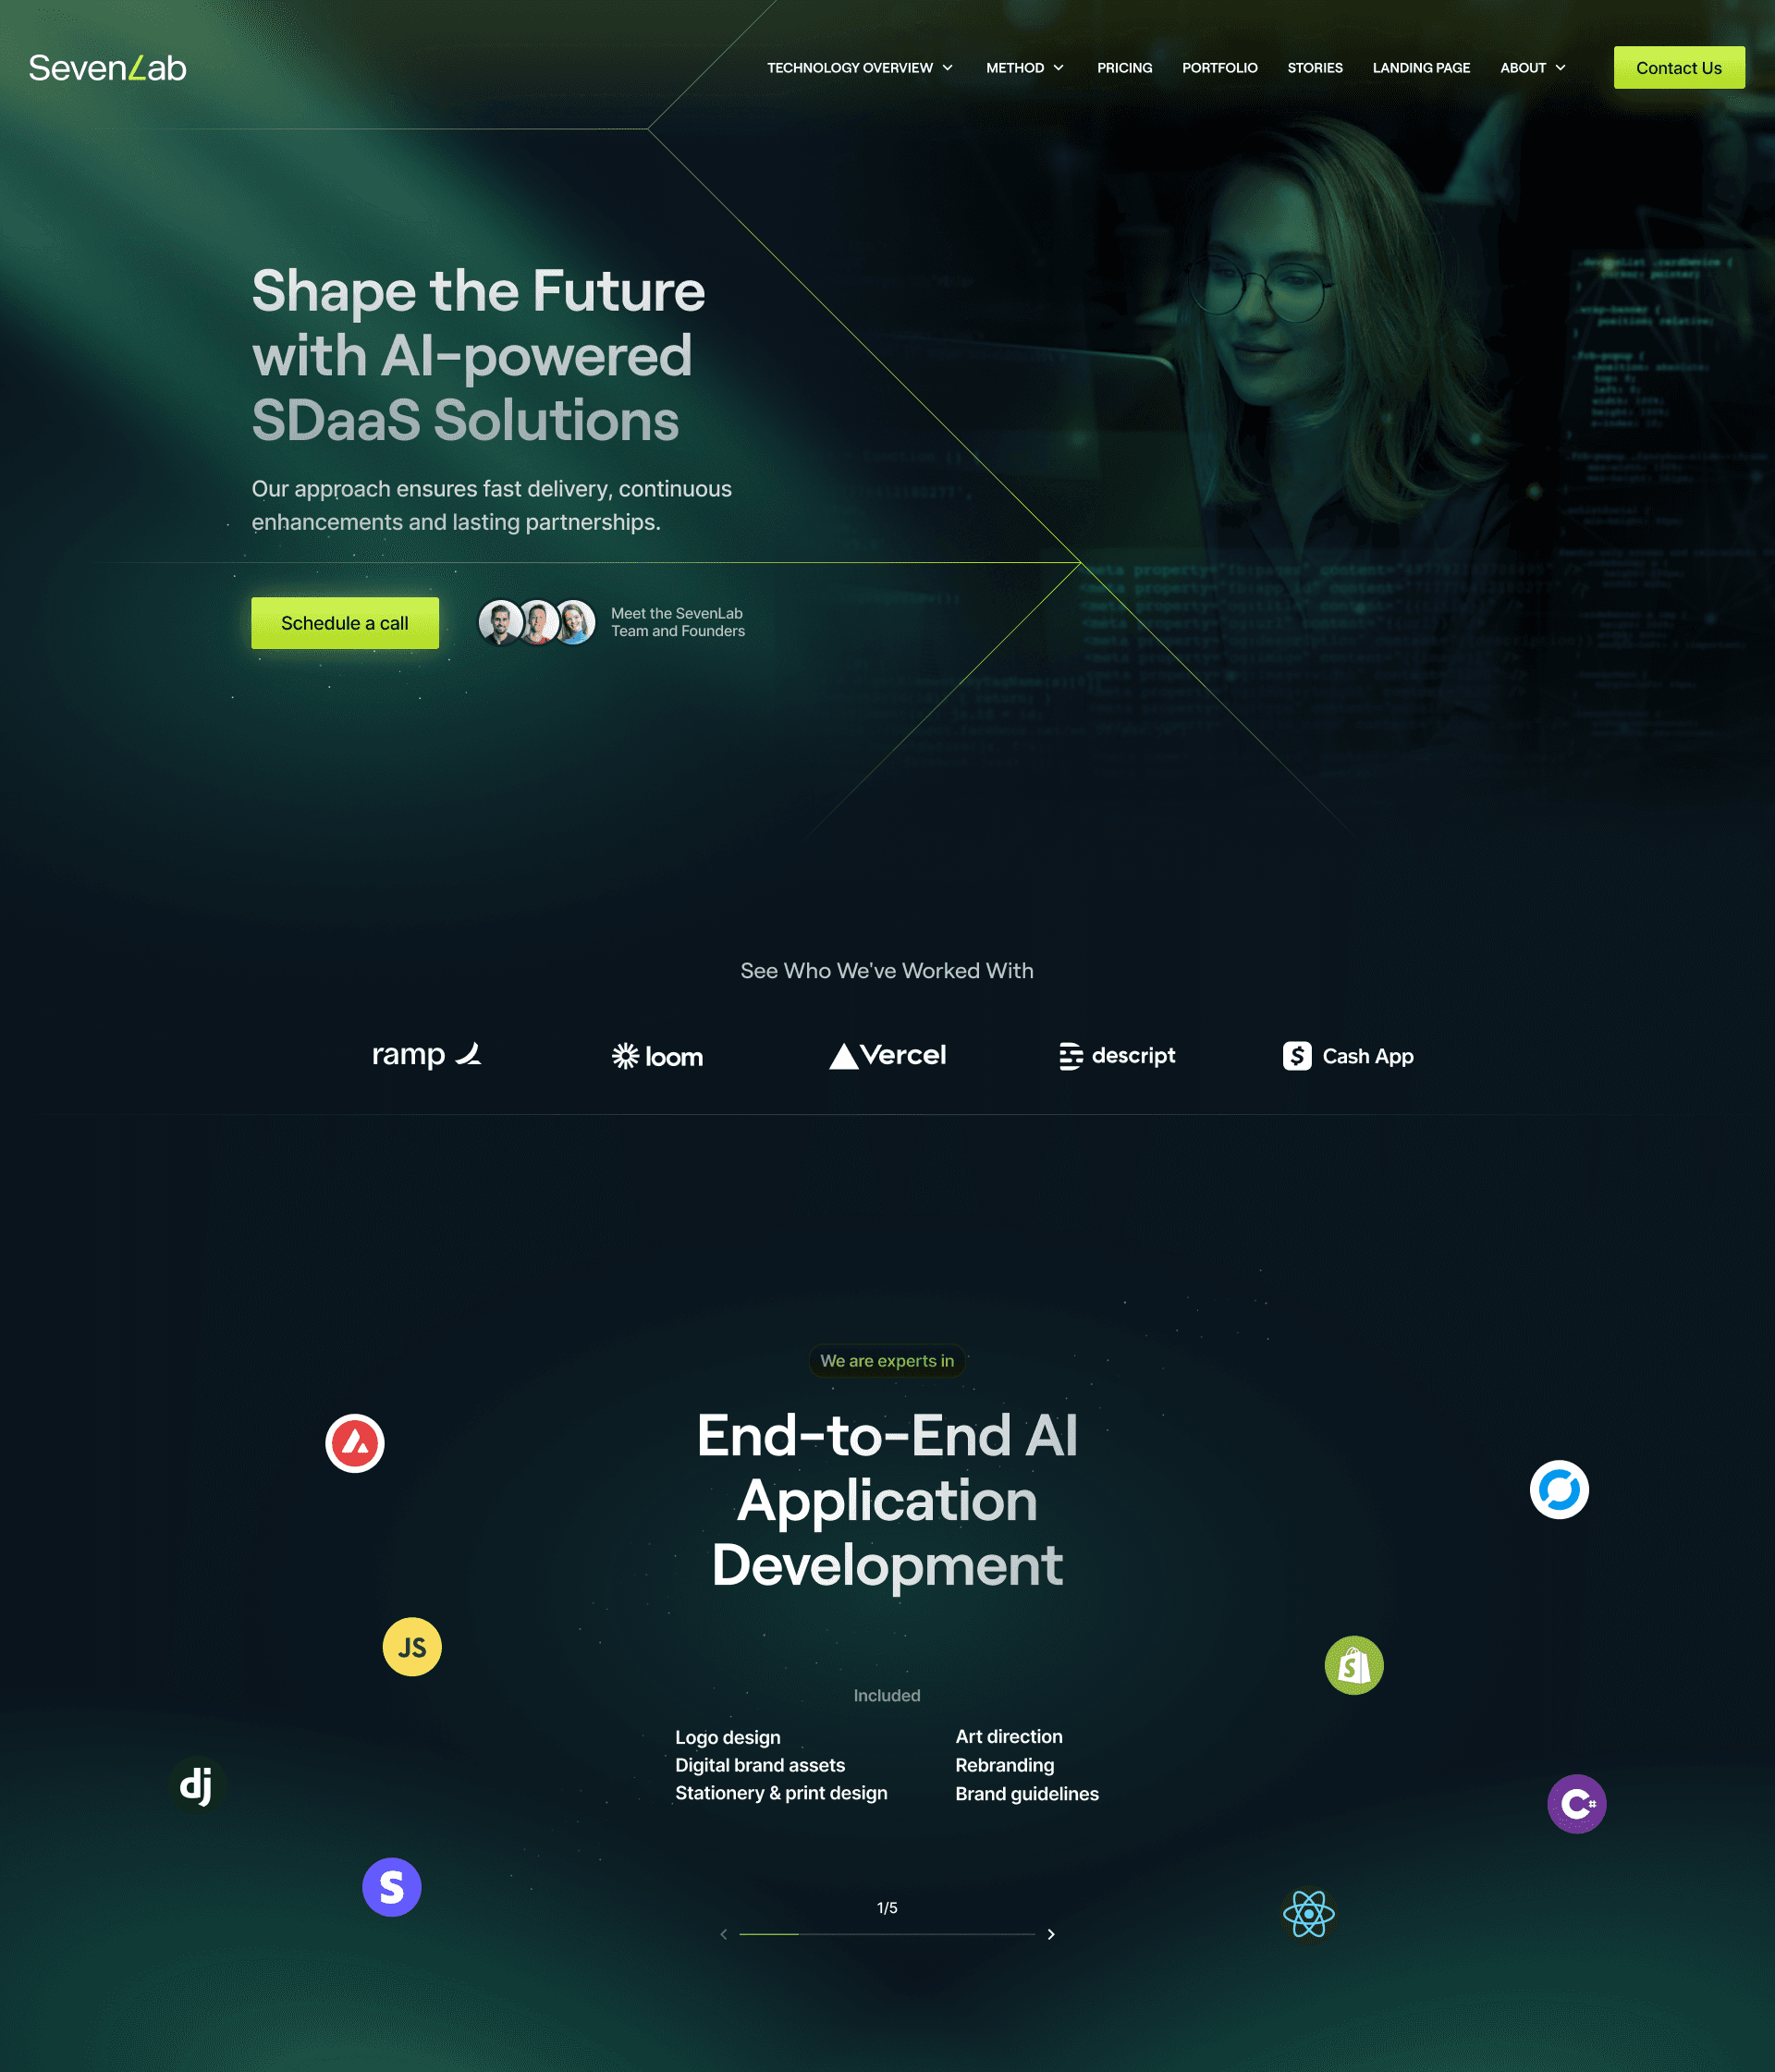 SevenLab
TECHNOLOGY OVERVIEW
METHOD
PRICING
PORTFOLIO
STORIES
LANDING PAGE
ABOUT
Contact Us
Shape the Future
with AI-powered
SDaaS Solutions
Our approach ensures fast delivery, continuous
enhancements and lasting partnerships.
Schedule a call
Meet the SevenLab
Team and Founders
See Who We've Worked With
ramp
loom
Vercel
descript
Cash App
We are experts in
End-to-End AI
Application
Development
JS
dj
S
S
C#
Included
Logo design
Digital brand assets
Stationery & print design
Art direction
Rebranding
Brand guidelines
1/5